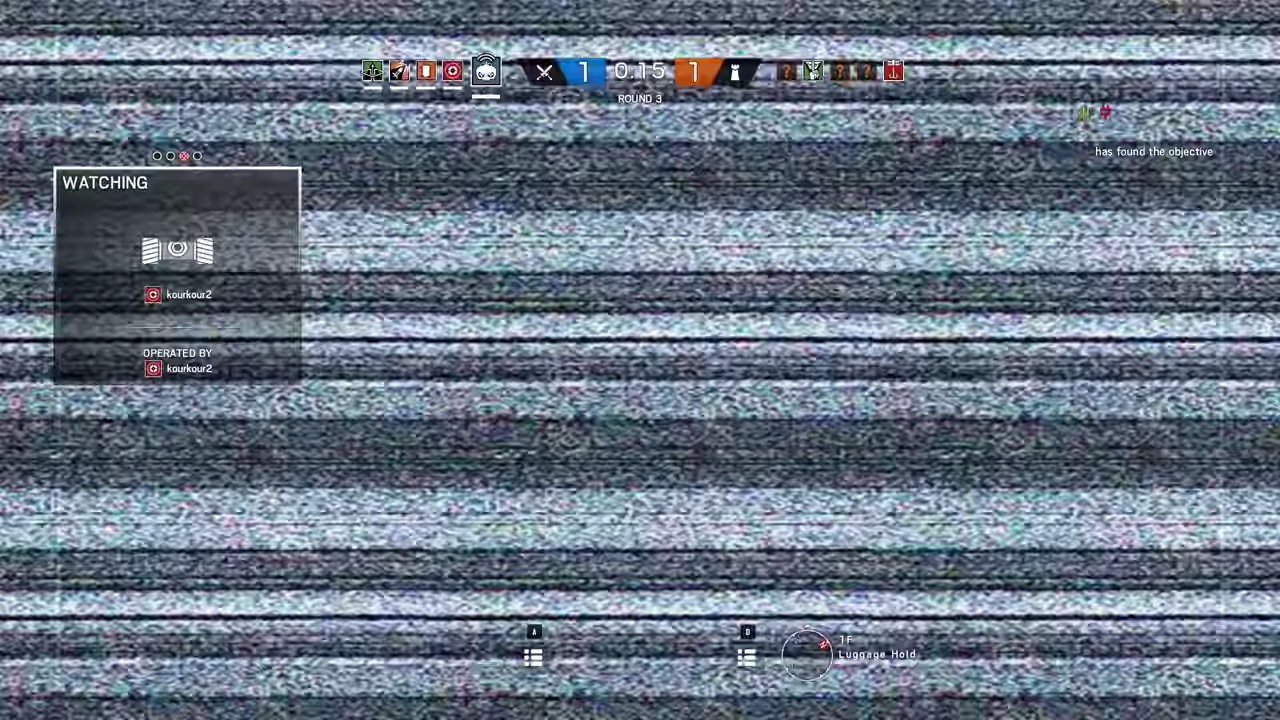 1 0:15 1
ROUND 3
has found the objective
WATCHING
kourkour2
OPERATED BY
kourkour2
A D
1F
Luggage Hold